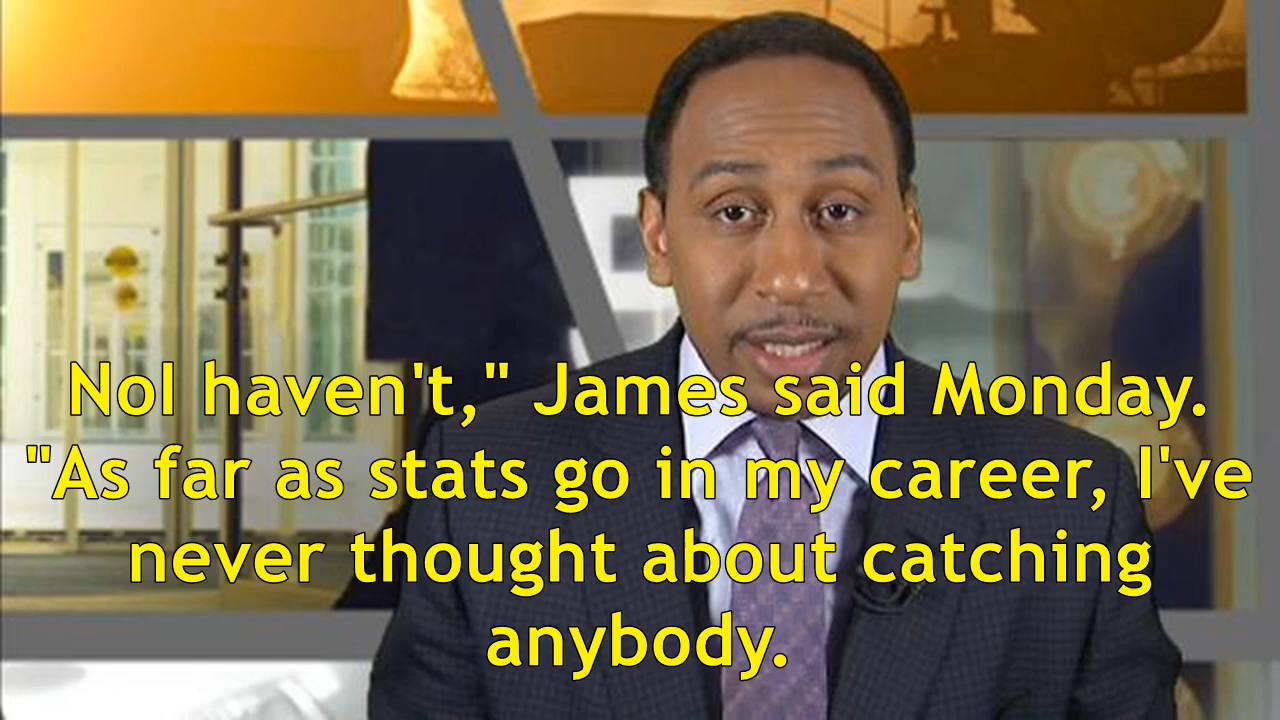 NoI haven't," James said Monday.
"As far as stats go in my career, I've
never thought about catching
anybody.